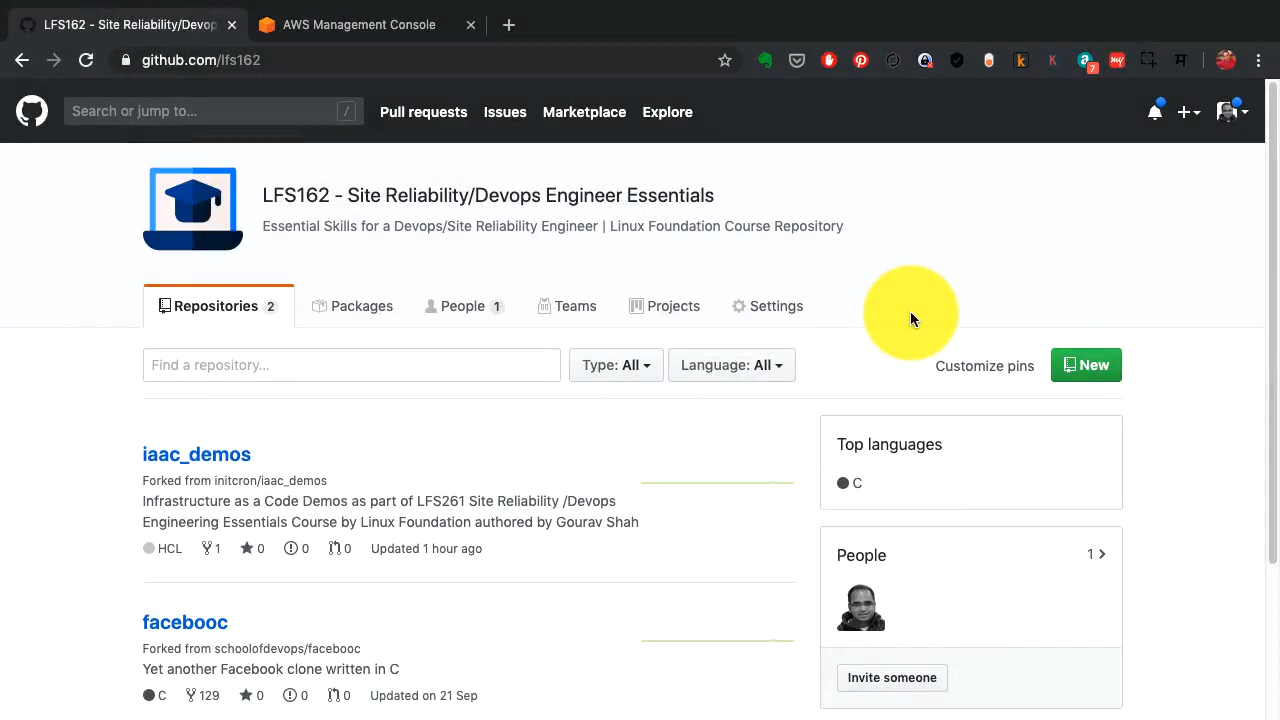 LFS162 - Site Reliability/Devop
AWS Management Console
github.com/lfs162
7
Search or jump to...
/
Pull requests
Issues
Marketplace
Explore
LFS162 - Site Reliability/Devops Engineer Essentials
Essential Skills for a Devops/Site Reliability Engineer | Linux Foundation Course Repository
Repositories 2
Packages
People 1
Teams
Projects
Settings
Find a repository...
Type: All
Language: All
Customize pins
New
iaac_demos
Forked from initcron/iaac_demos
Infrastructure as a Code Demos as part of LFS261 Site Reliability /Devops
Engineering Essentials Course by Linux Foundation authored by Gourav Shah
HCL 1 0 0 0 Updated 1 hour ago
facebooc
Forked from schoolofdevops/facebooc
Yet another Facebook clone written in C
C 129 0 0 0 Updated on 21 Sep
Top languages
C
People
1
Invite someone